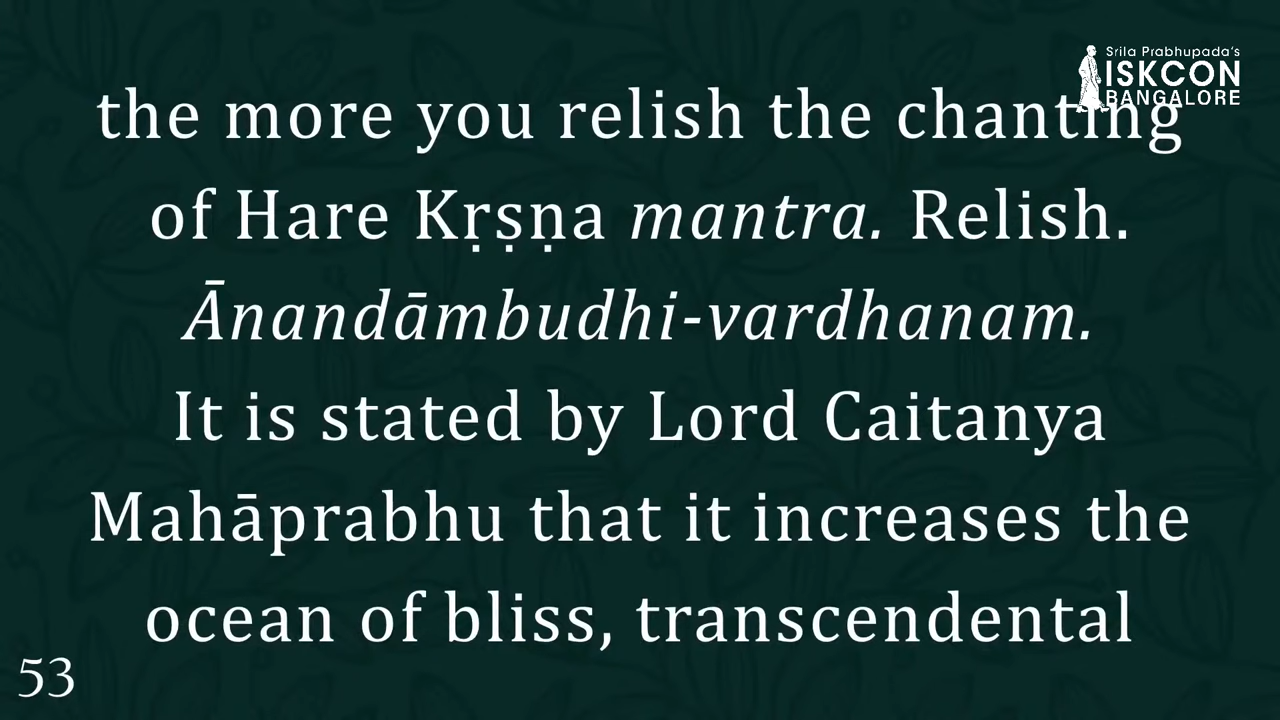 Srila Prabhupada's
ISKCON
BANGALORE
the more you relish the chanting
of Hare Kṛṣṇa mantra. Relish.
Ānandāmbudhi-vardhanam.
It is stated by Lord Caitanya
Mahāprabhu that it increases the
ocean of bliss, transcendental
53